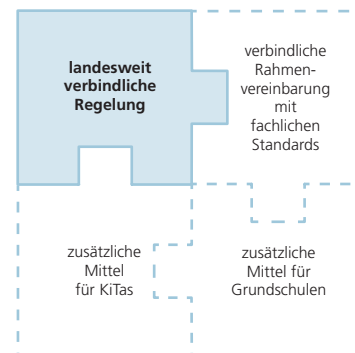 landesweit
verbindliche
Regelung
verbindliche
Rahmen-
vereinbarung
mit
fachlichen
Standards
zusätzliche
Mittel
für KiTas
zusätzliche
Mittel für
Grundschulen